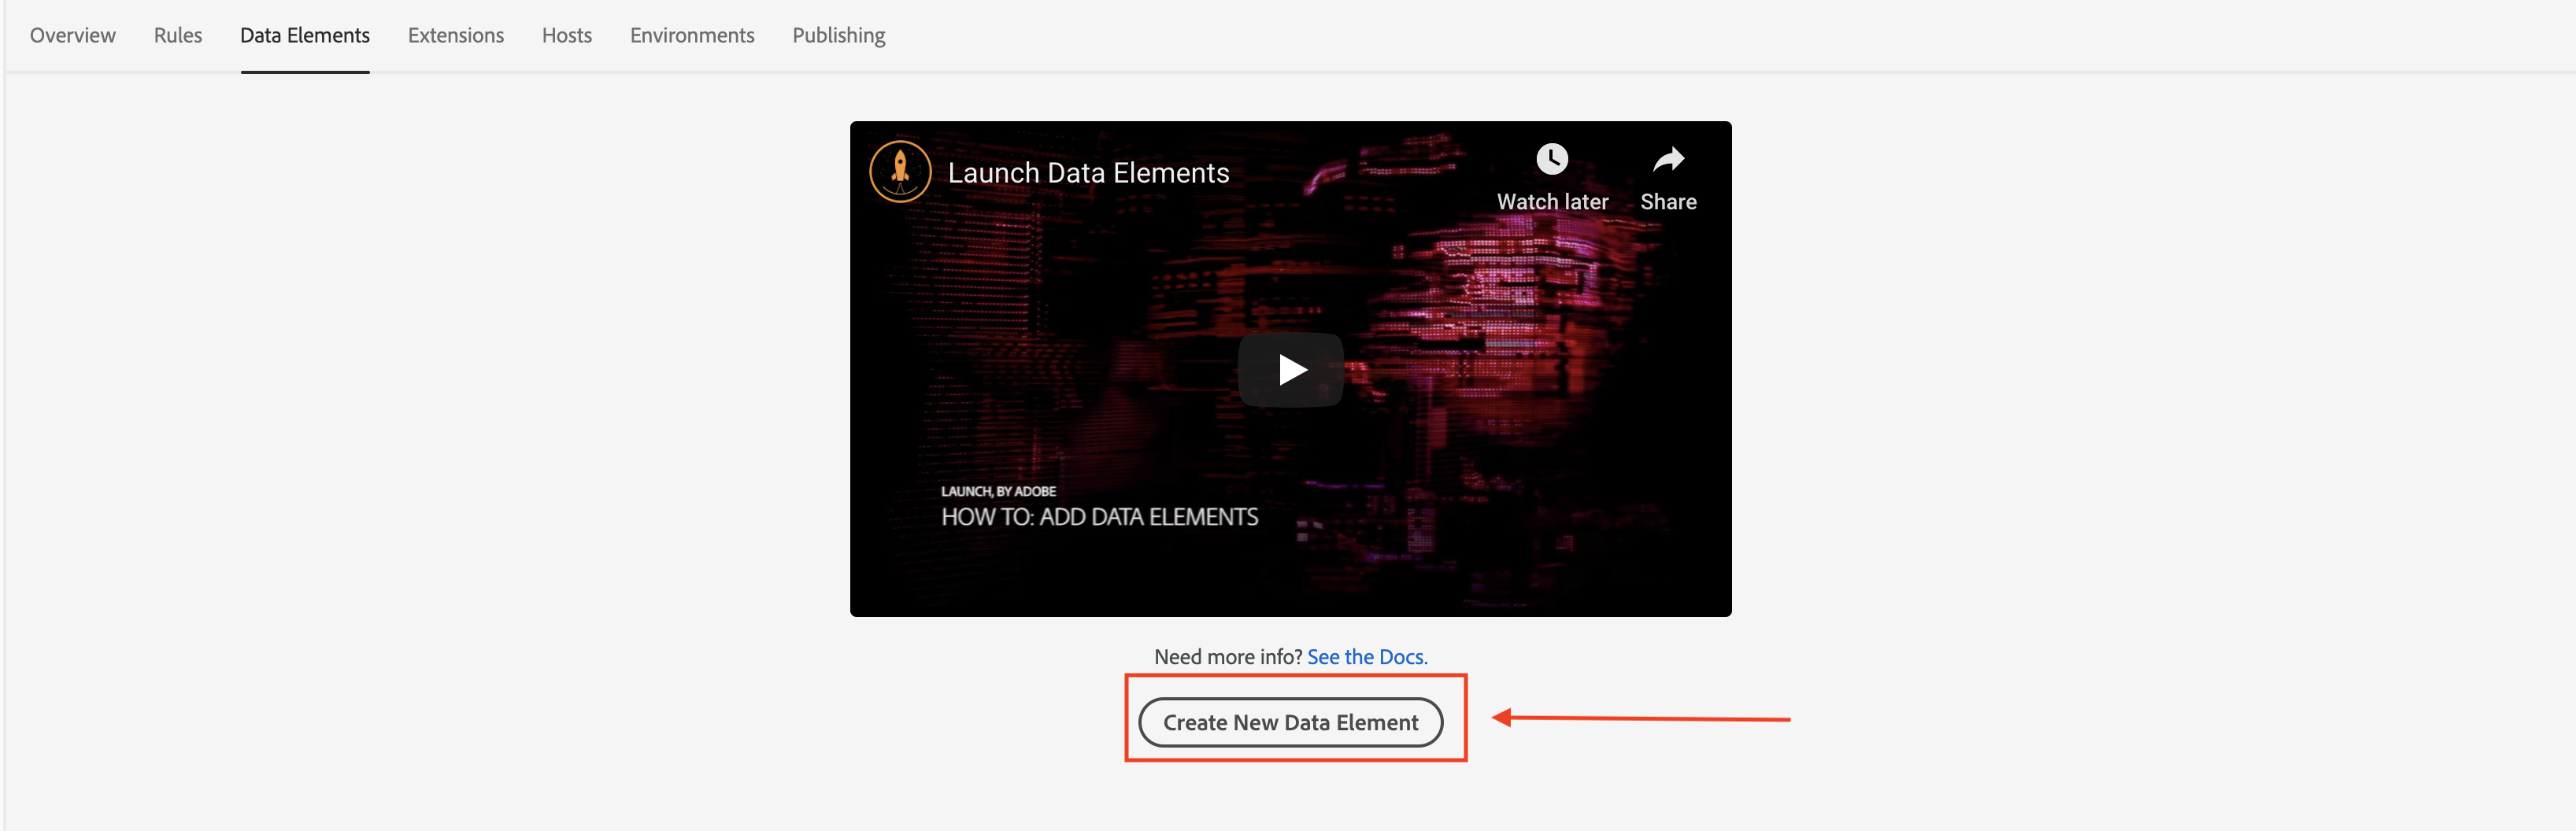 Overview Rules Data Elements Extensions Hosts Environments Publishing
Launch Data Elements
Watch later Share
LAUNCH, BY ADOBE
HOW TO: ADD DATA ELEMENTS
Need more info? See the Docs.
Create New Data Element